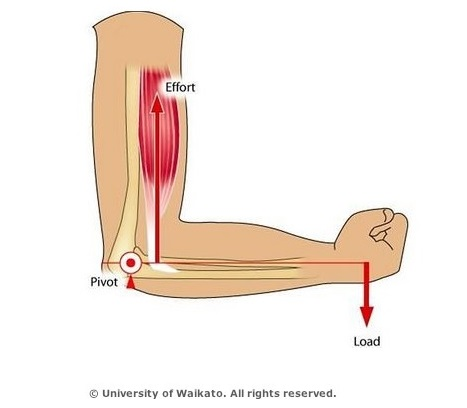 Effort
Pivot
Load
© University of Waikato. All rights reserved.